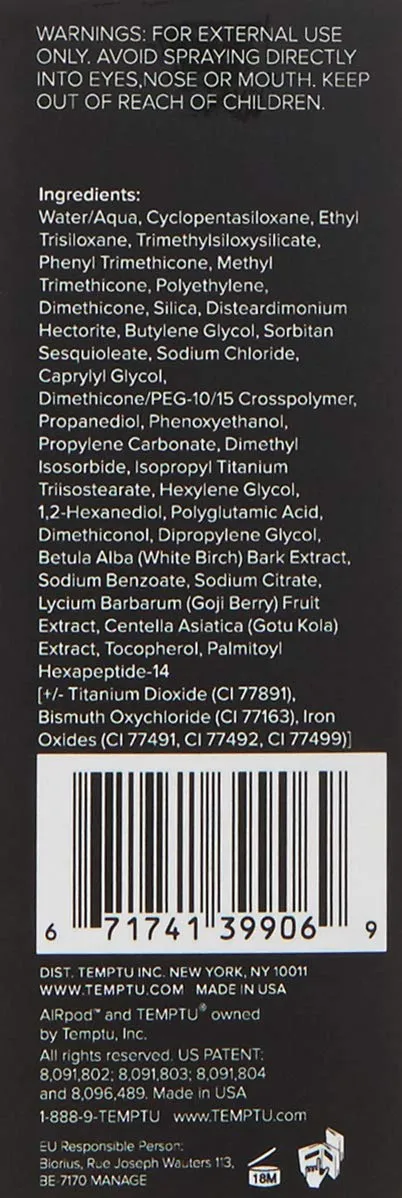 WARNINGS: FOR EXTERNAL USE
ONLY. AVOID SPRAYING DIRECTLY
INTO EYES,NOSE OR MOUTH. KEEP
OUT OF REACH OF CHILDREN.
Ingredients:
Water/Aqua, Cyclopentasiloxane, Ethyl
Trisiloxane, Trimethylsiloxysilicate,
Phenyl Trimethicone, Methyl
Trimethicone, Polyethylene,
Dimethicone, Silica, Disteardimonium
Hectorite, Butylene Glycol, Sorbitan
Sesquioleate, Sodium Chloride,
Caprylyl Glycol,
Dimethicone/PEG-10/15 Crosspolymer,
Propanediol, Phenoxyethanol,
Propylene Carbonate, Dimethyl
Isosorbide, Isopropyl Titanium
Triisostearate, Hexylene Glycol,
1,2-Hexanediol, Polyglutamic Acid,
Dimethiconol, Dipropylene Glycol,
Betula Alba (White Birch) Bark Extract,
Sodium Benzoate, Sodium Citrate,
Lycium Barbarum (Goji Berry) Fruit
Extract, Centella Asiatica (Gotu Kola)
Extract, Tocopherol, Palmitoyl
Hexapeptide-14
[+/- Titanium Dioxide (CI 77891),
Bismuth Oxychloride (CI 77163), Iron
Oxides (CI 77491, CI 77492, CI 77499)]
6 71741 39906 9
DIST. TEMPTU INC. NEW YORK, NY 10011
WWW.TEMPTU.COM MADE IN USA
AIRpod™ and TEMPTU® owned
by Temptu, Inc.
All rights reserved. US PATENT:
8,091,802; 8,091,803; 8,091,804
and 8,096,489. Made in USA
1-888-9-TEMPTU www.TEMPTU.com
EU Responsible Person:
Biorius, Rue Joseph Wauters 113,
BE-7170 MANAGE
18M